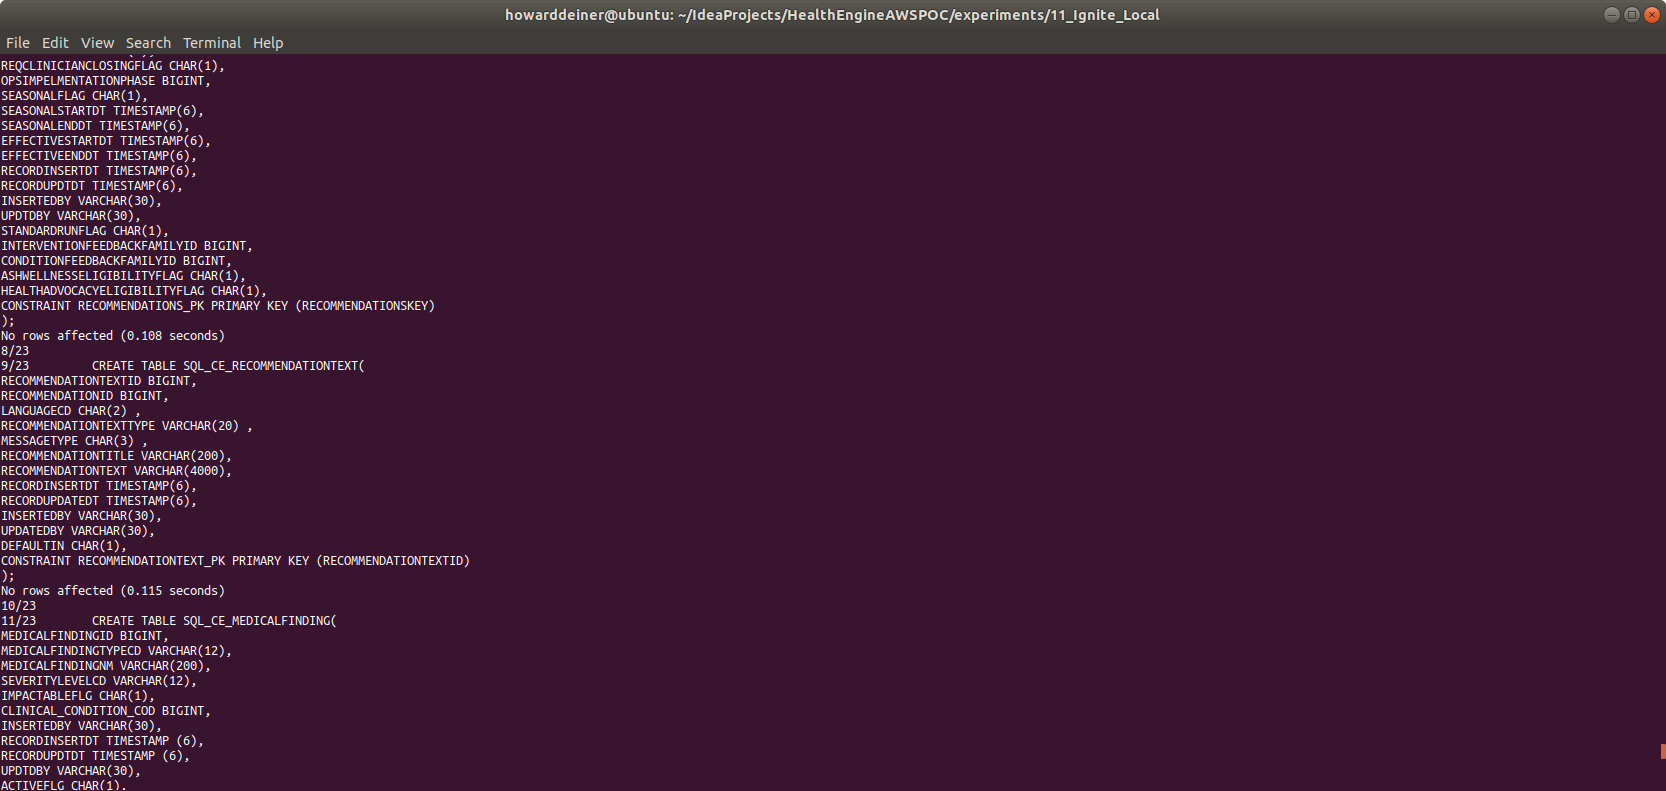 howarddeiner@ubuntu: ~/IdeaProjects/HealthEngineAWSPOC/experiments/11_Ignite_Local
File Edit View Search Terminal Help
REQCLINICIANCLOSINGFLAG CHAR(1),
OPSIMPELMENTATIONPHASE BIGINT,
SEASONALFLAG CHAR(1),
SEASONALSTARTDT TIMESTAMP(6),
SEASONALENDDT TIMESTAMP(6),
EFFECTIVESTARTDT TIMESTAMP(6),
EFFECTIVEENDDT TIMESTAMP(6),
RECORDINSERTDT TIMESTAMP(6),
RECORDUPDTDT TIMESTAMP(6),
INSERTEDBY VARCHAR(30),
UPDTDBY VARCHAR(30),
STANDARDRUNFLAG CHAR(1),
INTERVENTIONFEEDBACKFAMILYID BIGINT,
CONDITIONFEEDBACKFAMILYID BIGINT,
ASHWELLNESSELIGIBILITYFLAG CHAR(1),
HEALTHADVOCACYELIGIBILITYFLAG CHAR(1),
CONSTRAINT RECOMMENDATIONS_PK PRIMARY KEY (RECOMMENDATIONSKEY)
);
No rows affected (0.108 seconds)
8/23
9/23         CREATE TABLE SQL_CE_RECOMMENDATIONTEXT(
RECOMMENDATIONTEXTID BIGINT,
RECOMMENDATIONID BIGINT,
LANGUAGECD CHAR(2) ,
RECOMMENDATIONTEXTTYPE VARCHAR(20) ,
MESSAGETYPE CHAR(3) ,
RECOMMENDATIONTITLE VARCHAR(200),
RECOMMENDATIONTEXT VARCHAR(4000),
RECORDINSERTDT TIMESTAMP(6),
RECORDUPDATEDT TIMESTAMP(6),
INSERTEDBY VARCHAR(30),
UPDATEDBY VARCHAR(30),
DEFAULTIN CHAR(1),
CONSTRAINT RECOMMENDATIONTEXT_PK PRIMARY KEY (RECOMMENDATIONTEXTID)
);
No rows affected (0.115 seconds)
10/23
11/23        CREATE TABLE SQL_CE_MEDICALFINDING(
MEDICALFINDINGID BIGINT,
MEDICALFINDINGTYPECD VARCHAR(12),
MEDICALFINDINGNM VARCHAR(200),
SEVERITYLEVELCD VARCHAR(12),
IMPACTABLEFLG CHAR(1),
CLINICAL_CONDITION_COD BIGINT,
INSERTEDBY VARCHAR(30),
RECORDINSERTDT TIMESTAMP (6),
RECORDUPDTDT TIMESTAMP (6),
UPDTDBY VARCHAR(30),
ACTIVEFLG CHAR(1),